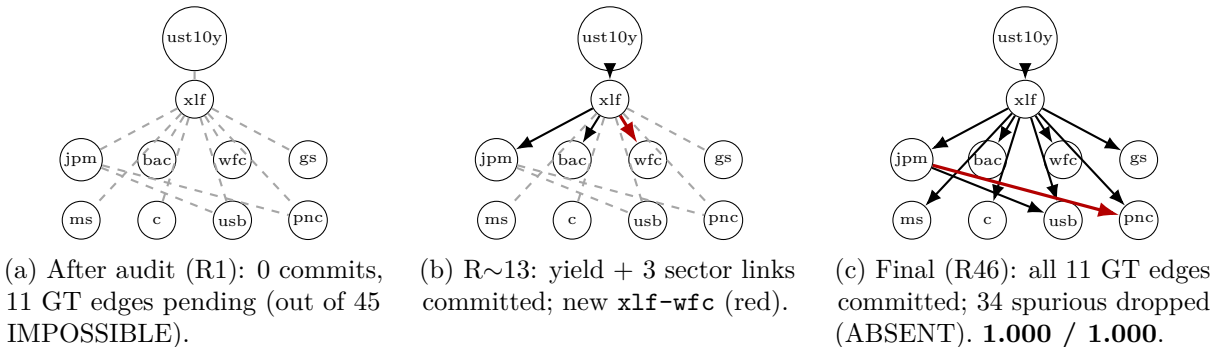 ust10y
xlf
jpm bac wfc gs
ms c usb pnc
(a) After audit (R1): 0 commits,
11 GT edges pending (out of 45
IMPOSSIBLE).
ust10y
xlf
jpm bac wfc gs
ms c usb pnc
(b) R∼13: yield + 3 sector links
committed; new xlf-wfc (red).
ust10y
xlf
jpm bac wfc gs
ms c usb pnc
(c) Final (R46): all 11 GT edges
committed; 34 spurious dropped
(ABSENT). 1.000 / 1.000.